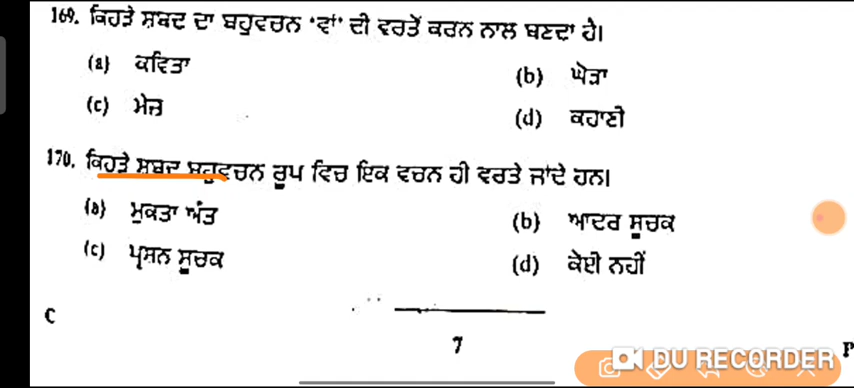 169. ਕਿਹੜੇ ਸ਼ਬਦ ਦਾ ਬਹੁਵਚਨ 'ਵਾਂ' ਦੀ ਵਰਤੋਂ ਕਰਨ ਨਾਲ ਬਣਦਾ ਹੈ।
(a) ਕਵਿਤਾ (b) ਘੋੜਾ
(c) ਮੇਜ਼ (d) ਕਹਾਣੀ
170. ਕਿਹੜੇ ਸ਼ਬਦ ਬਹੁਵਚਨ ਰੂਪ ਵਿਚ ਇਕ ਵਚਨ ਹੀ ਵਰਤੇ ਜਾਂਦੇ ਹਨ।
(a) ਮੁਕਤਾ ਅੰਤ (b) ਆਦਰ ਸੂਚਕ
(c) ਪ੍ਰਸ਼ਨ ਸੂਚਕ (d) ਕੋਈ ਨਹੀਂ
C
7
DU RECORDER
P